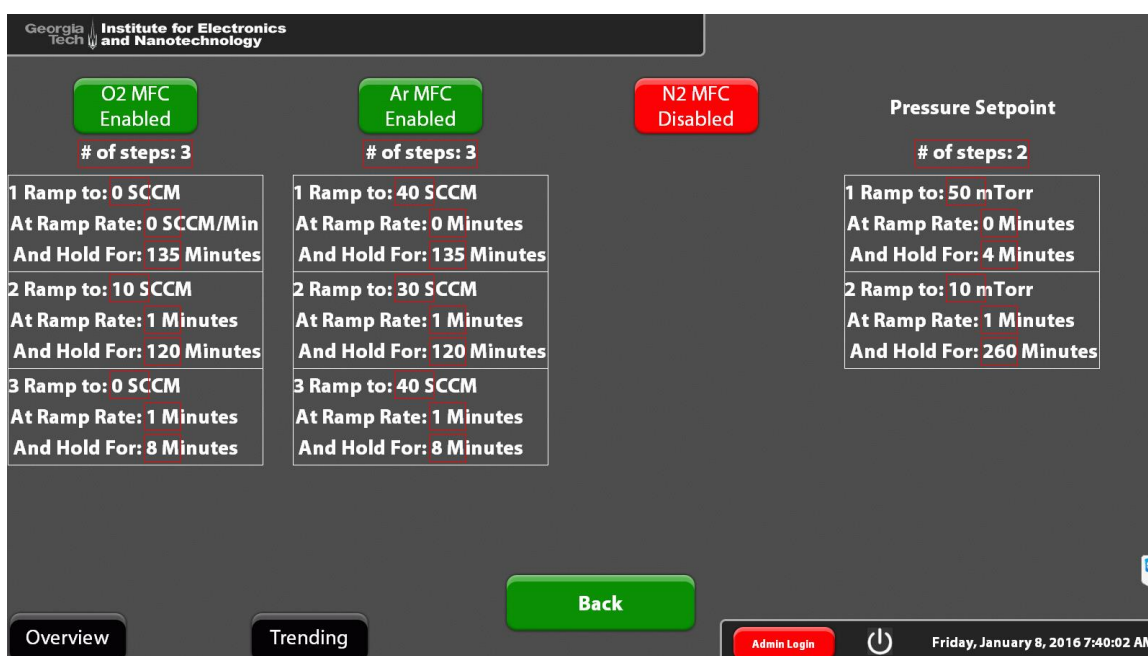 Georgia Tech Institute for Electronics and Nanotechnology
O2 MFC
Enabled
# of steps: 3
1 Ramp to: 0 SCCM
At Ramp Rate: 0 SCCM/Min
And Hold For: 135 Minutes
2 Ramp to: 10 SCCM
At Ramp Rate: 1 Minutes
And Hold For: 120 Minutes
3 Ramp to: 0 SCCM
At Ramp Rate: 1 Minutes
And Hold For: 8 Minutes
Ar MFC
Enabled
# of steps: 3
1 Ramp to: 40 SCCM
At Ramp Rate: 0 Minutes
And Hold For: 135 Minutes
2 Ramp to: 30 SCCM
At Ramp Rate: 1 Minutes
And Hold For: 120 Minutes
3 Ramp to: 40 SCCM
At Ramp Rate: 1 Minutes
And Hold For: 8 Minutes
N2 MFC
Disabled
Pressure Setpoint
# of steps: 2
1 Ramp to: 50 mTorr
At Ramp Rate: 0 Minutes
And Hold For: 4 Minutes
2 Ramp to: 10 mTorr
At Ramp Rate: 1 Minutes
And Hold For: 260 Minutes
Back
Overview
Trending
Admin Login
Friday, January 8, 2016 7:40:02 AM